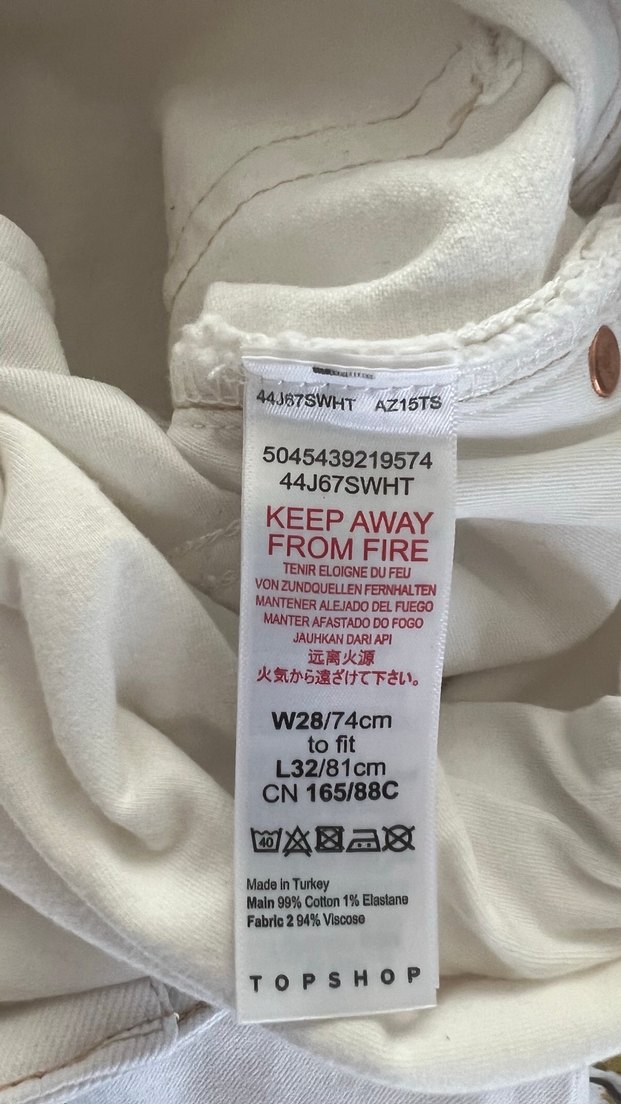 44J67SWHT AZ15TS
5045439219574
44J67SWHT
KEEP AWAY
FROM FIRE
TENIR ELOIGNE DU FEU
VON ZUNDQUELLEN FERNHALTEN
MANTENER ALEJADO DEL FUEGO
MANTER AFASTADO DO FOGO
JAUHKAN DARI API
远离火源
火気から遠ざけて下さい。
W28/74cm
to fit
L32/81cm
CN 165/88C
40
Made in Turkey
Main 99% Cotton 1% Elastane
Fabric 2 94% Viscose
TOPSHOP